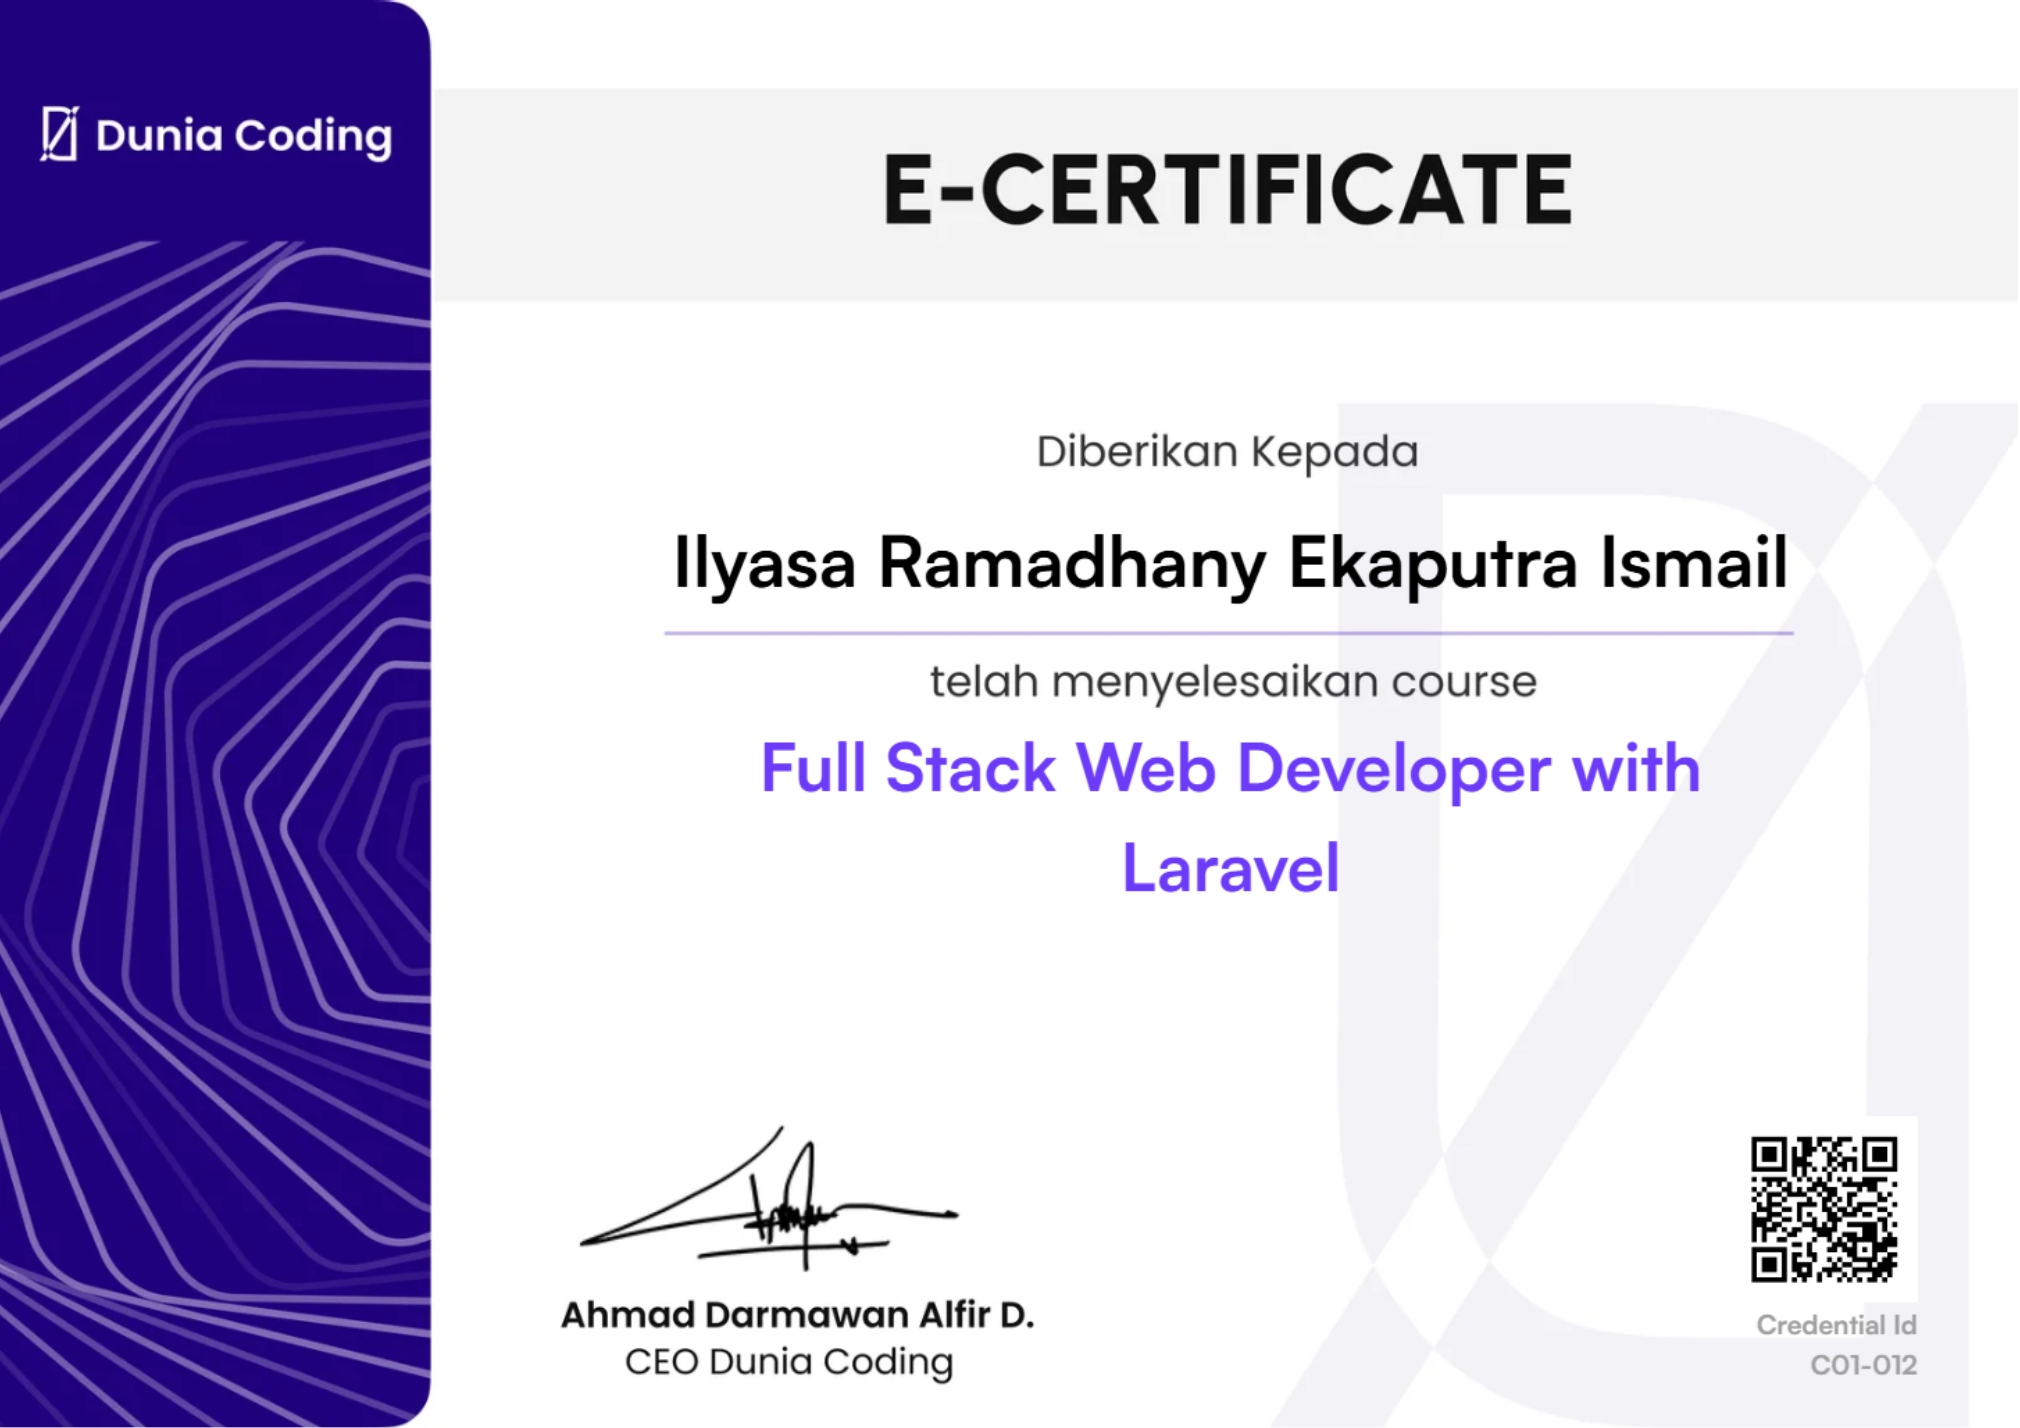 Dunia Coding
E-CERTIFICATE
Diberikan Kepada
Ilyasa Ramadhany Ekaputra Ismail
telah menyelesaikan course
Full Stack Web Developer with
Laravel
Ahmad Darmawan Alfir D.
CEO Dunia Coding
Credential Id
C01-012